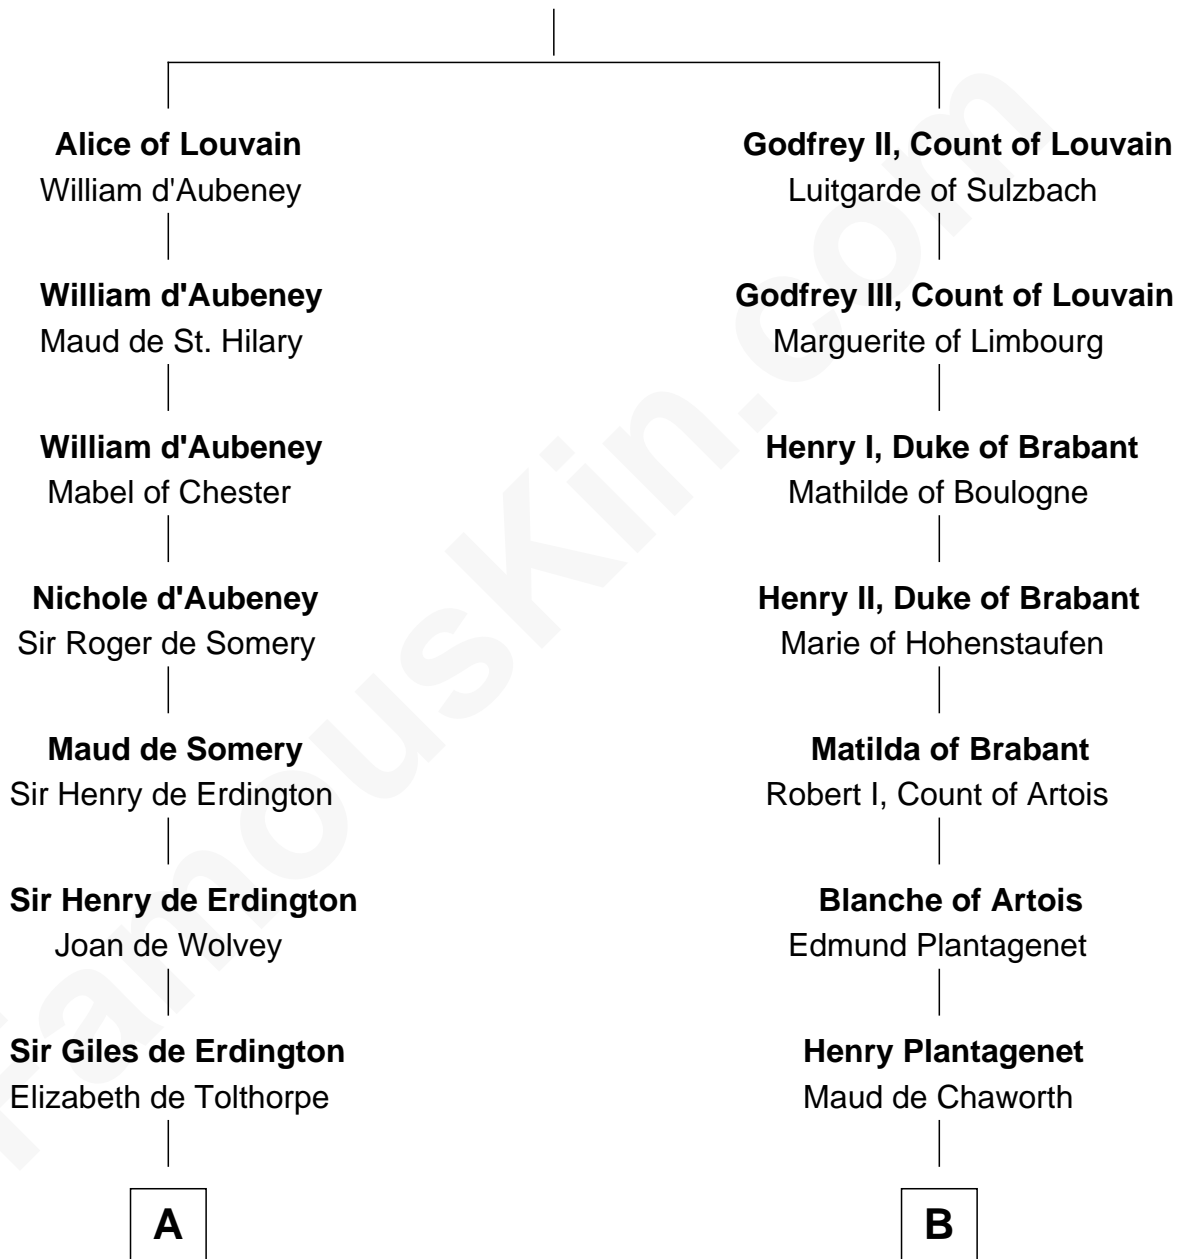 Alice of Louvain
William d'Aubeney
William d'Aubeney
Maud de St. Hilary
William d'Aubeney
Mabel of Chester
Nichole d'Aubeney
Sir Roger de Somery
Maud de Somery
Sir Henry de Erdington
Sir Henry de Erdington
Joan de Wolvey
Sir Giles de Erdington
Elizabeth de Tolthorpe
A
Godfrey II, Count of Louvain
Luitgarde of Sulzbach
Godfrey III, Count of Louvain
Marguerite of Limbourg
Henry I, Duke of Brabant
Mathilde of Boulogne
Henry II, Duke of Brabant
Marie of Hohenstaufen
Matilda of Brabant
Robert I, Count of Artois
Blanche of Artois
Edmund Plantagenet
Henry Plantagenet
Maud de Chaworth
B
FamousKin.com